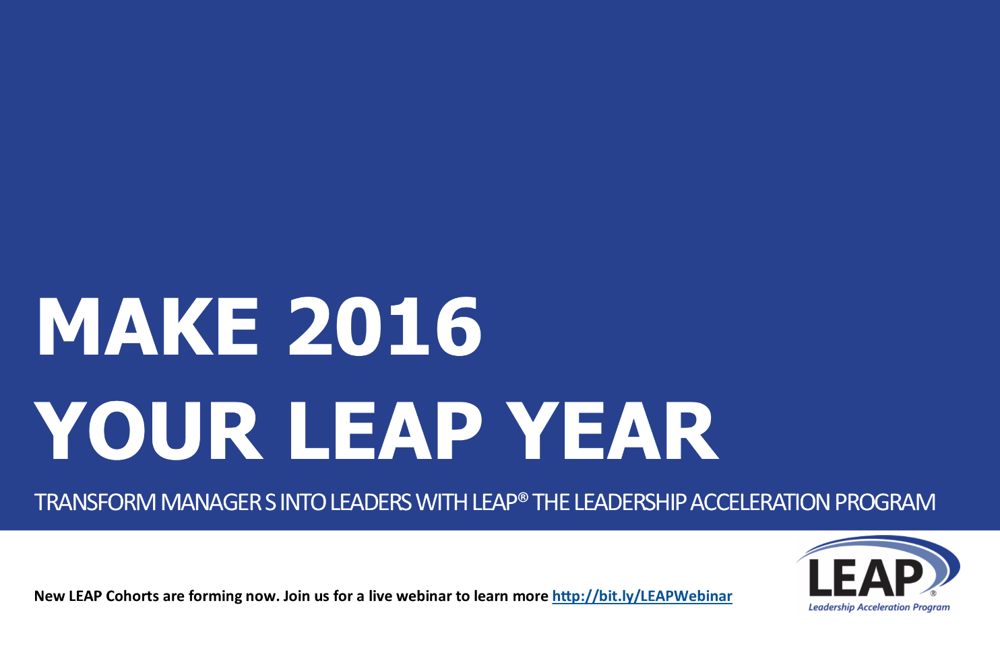 MAKE 2016
YOUR LEAP YEAR
TRANSFORM MANAGER S INTO LEADERS WITH LEAP® THE LEADERSHIP ACCELERATION PROGRAM
New LEAP Cohorts are forming now. Join us for a live webinar to learn more http://bit.ly/LEAPWebinar
LEAP®
Leadership Acceleration Program